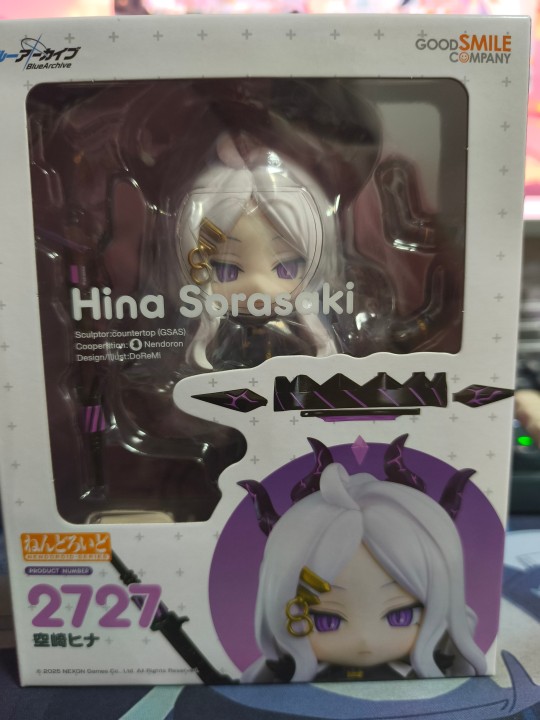 ルーアーカイブ
BlueArchive
GOODSMILE
COMPANY
Hina Sorasaki
Sculptor:countertop (GSAS)
Cooperation: Nendoron
Design/Illust:DoReMi
ねんどろいど
NENDOROID SERIES
PRODUCT NUMBER
2727
空崎ヒナ
© 2025 NEXON Games Co., Ltd. All Rights Reserved.